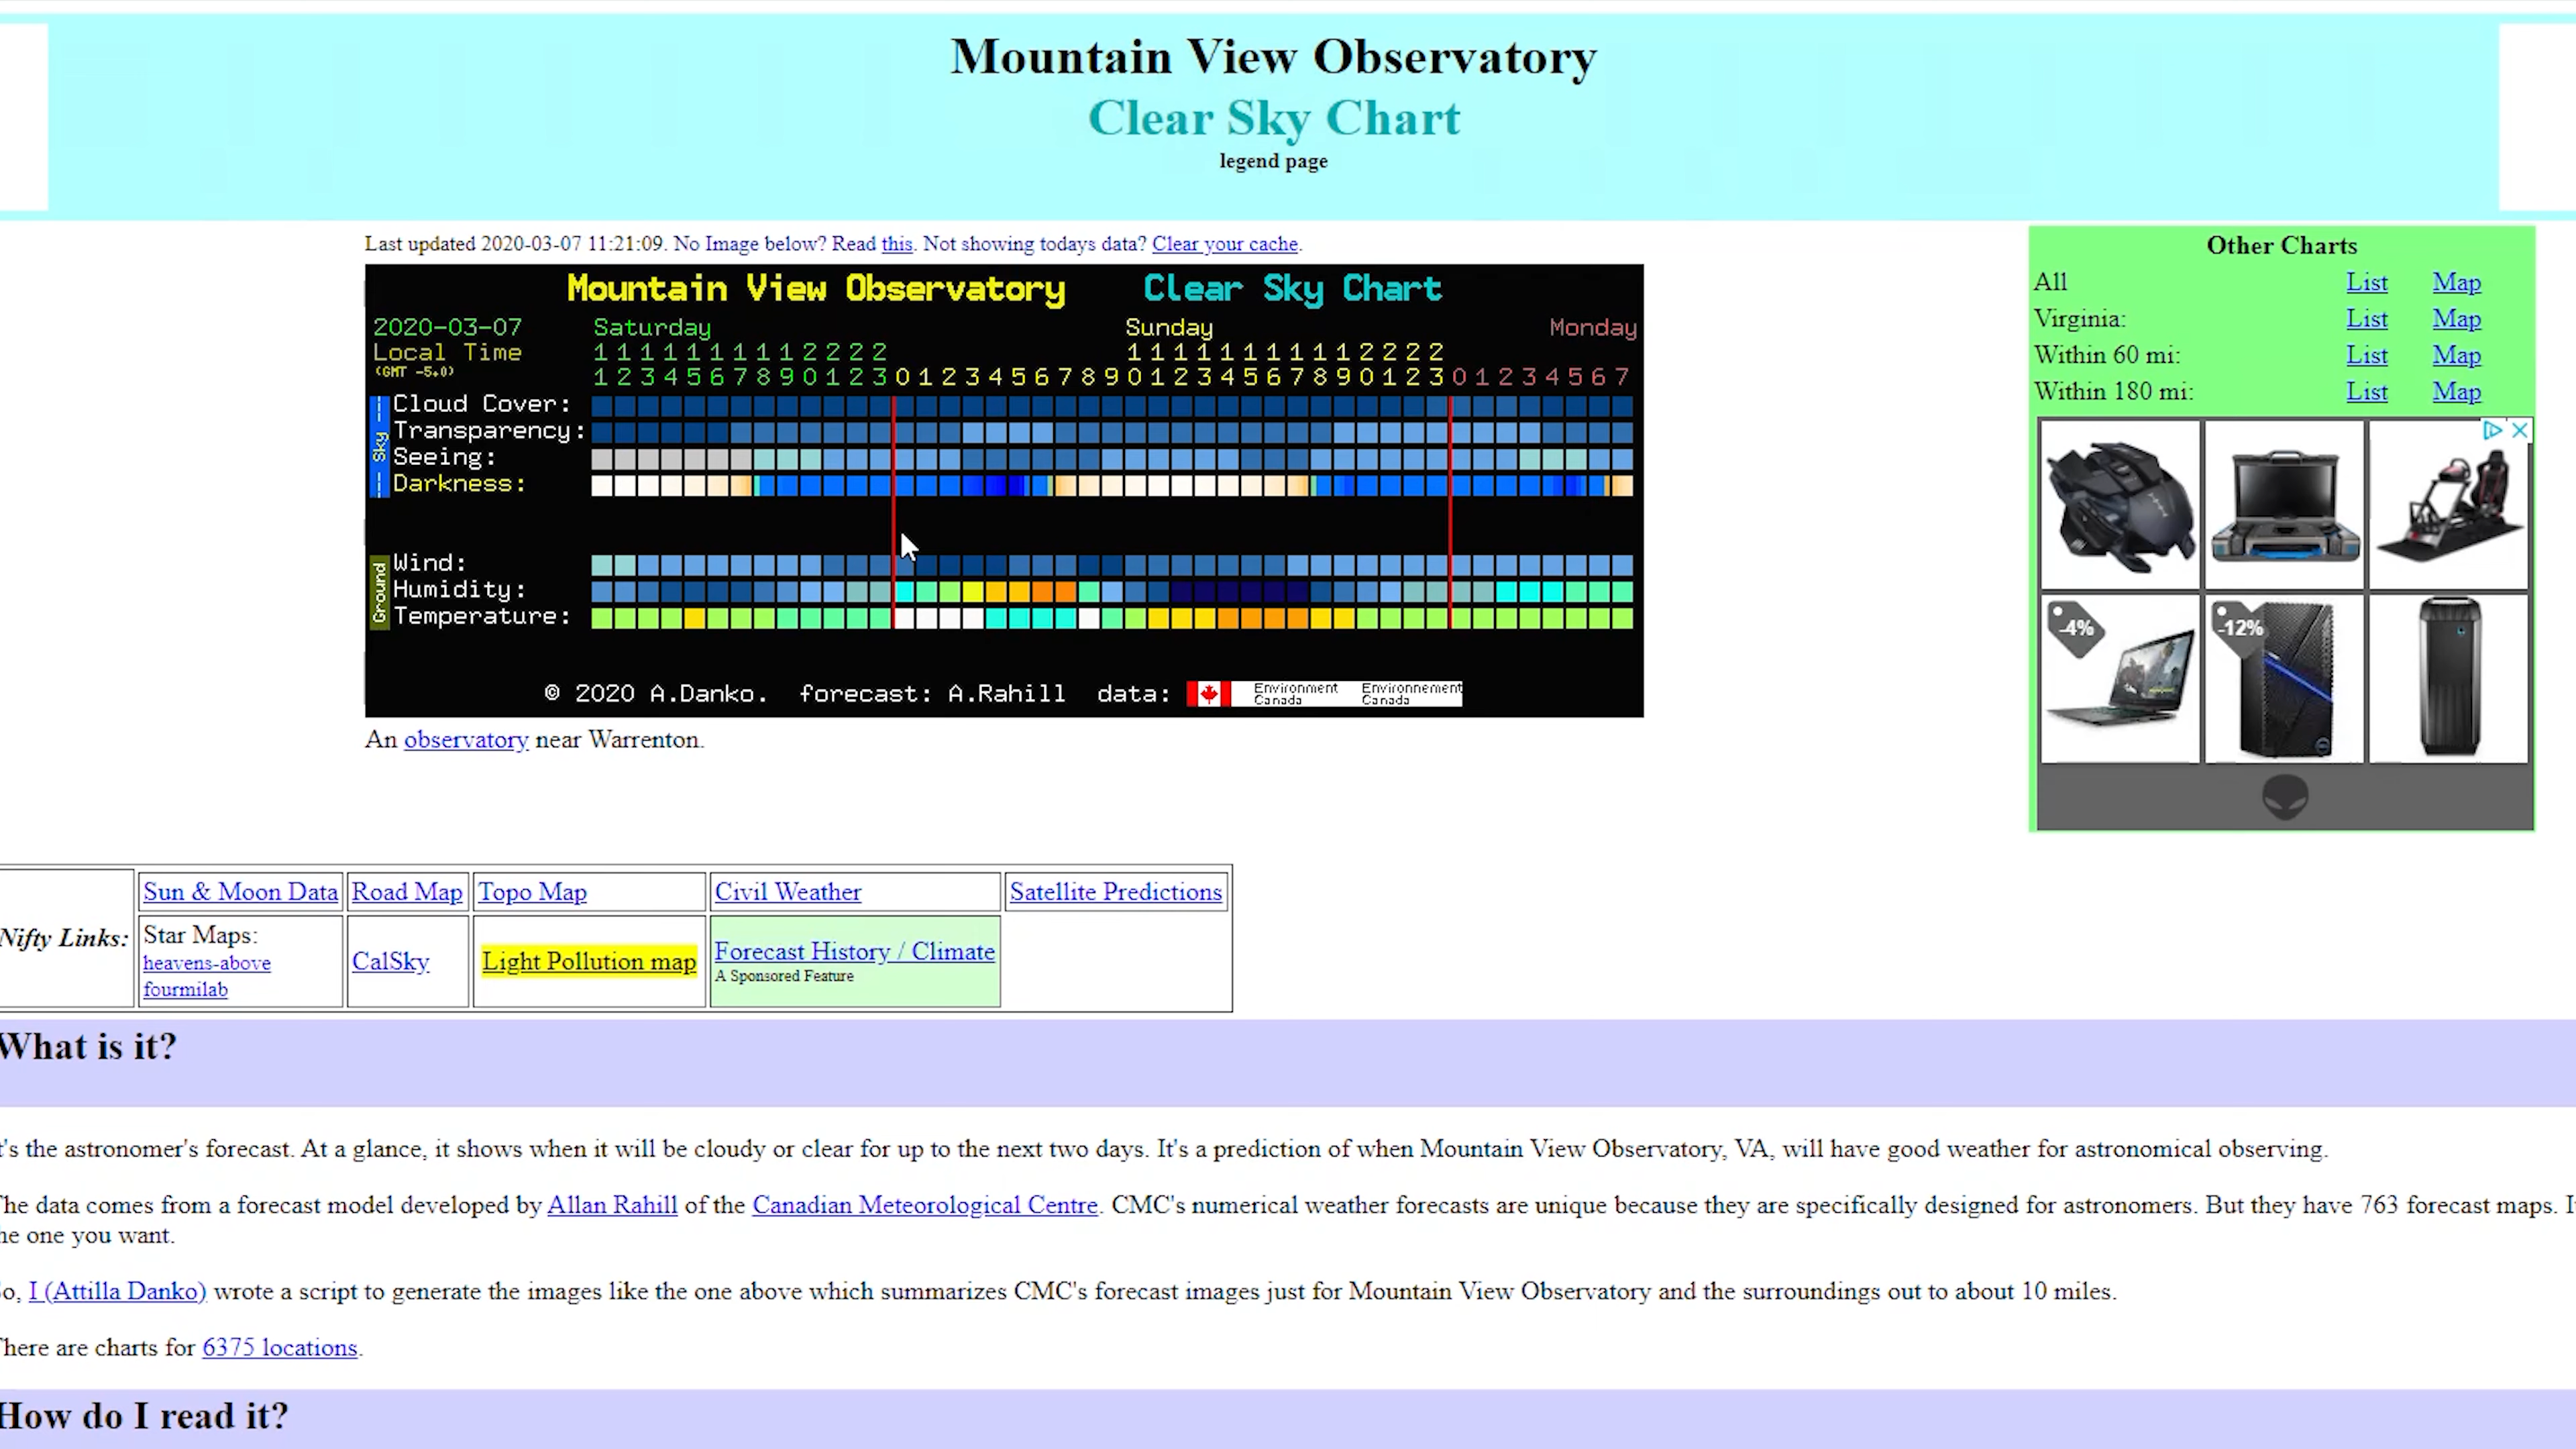 Mountain View Observatory
Clear Sky Chart
legend page
Last updated 2020-03-07 11:21:09. No Image below? Read this. Not showing todays data? Clear your cache.
Mountain View Observatory Clear Sky Chart
2020-03-07 Saturday Sunday Monday
Local Time 1 1 1 1 1 1 1 1 1 2 2 2 2 1 1 1 1 1 1 1 1 1 1 2 2 2 2
(GMT -5.0) 1 2 3 4 5 6 7 8 9 0 1 2 3 0 1 2 3 4 5 6 7 8 9 0 1 2 3 4 5 6 7 8 9 0 1 2 3 0 1 2 3 4 5 6 7
Sky
Cloud Cover:
Transparency:
Seeing:
Darkness:
Ground
Wind:
Humidity:
Temperature:
© 2020 A.Danko. forecast: A.Rahill data: Environment Canada Environnement Canada
An observatory near Warrenton.
Other Charts
All List Map
Virginia: List Map
Within 60 mi: List Map
Within 180 mi: List Map
-4%
-12%
Nifty Links:
Sun & Moon Data Road Map Topo Map Civil Weather Satellite Predictions
Star Maps:
heavens-above
fourmilab
CalSky
Light Pollution map
Forecast History / Climate
A Sponsored Feature
What is it?
t's the astronomer's forecast. At a glance, it shows when it will be cloudy or clear for up to the next two days. It's a prediction of when Mountain View Observatory, VA, will have good weather for astronomical observing.
he data comes from a forecast model developed by Allan Rahill of the Canadian Meteorological Centre. CMC's numerical weather forecasts are unique because they are specifically designed for astronomers. But they have 763 forecast maps. I
he one you want.
o, I (Attilla Danko) wrote a script to generate the images like the one above which summarizes CMC's forecast images just for Mountain View Observatory and the surroundings out to about 10 miles.
here are charts for 6375 locations.
How do I read it?